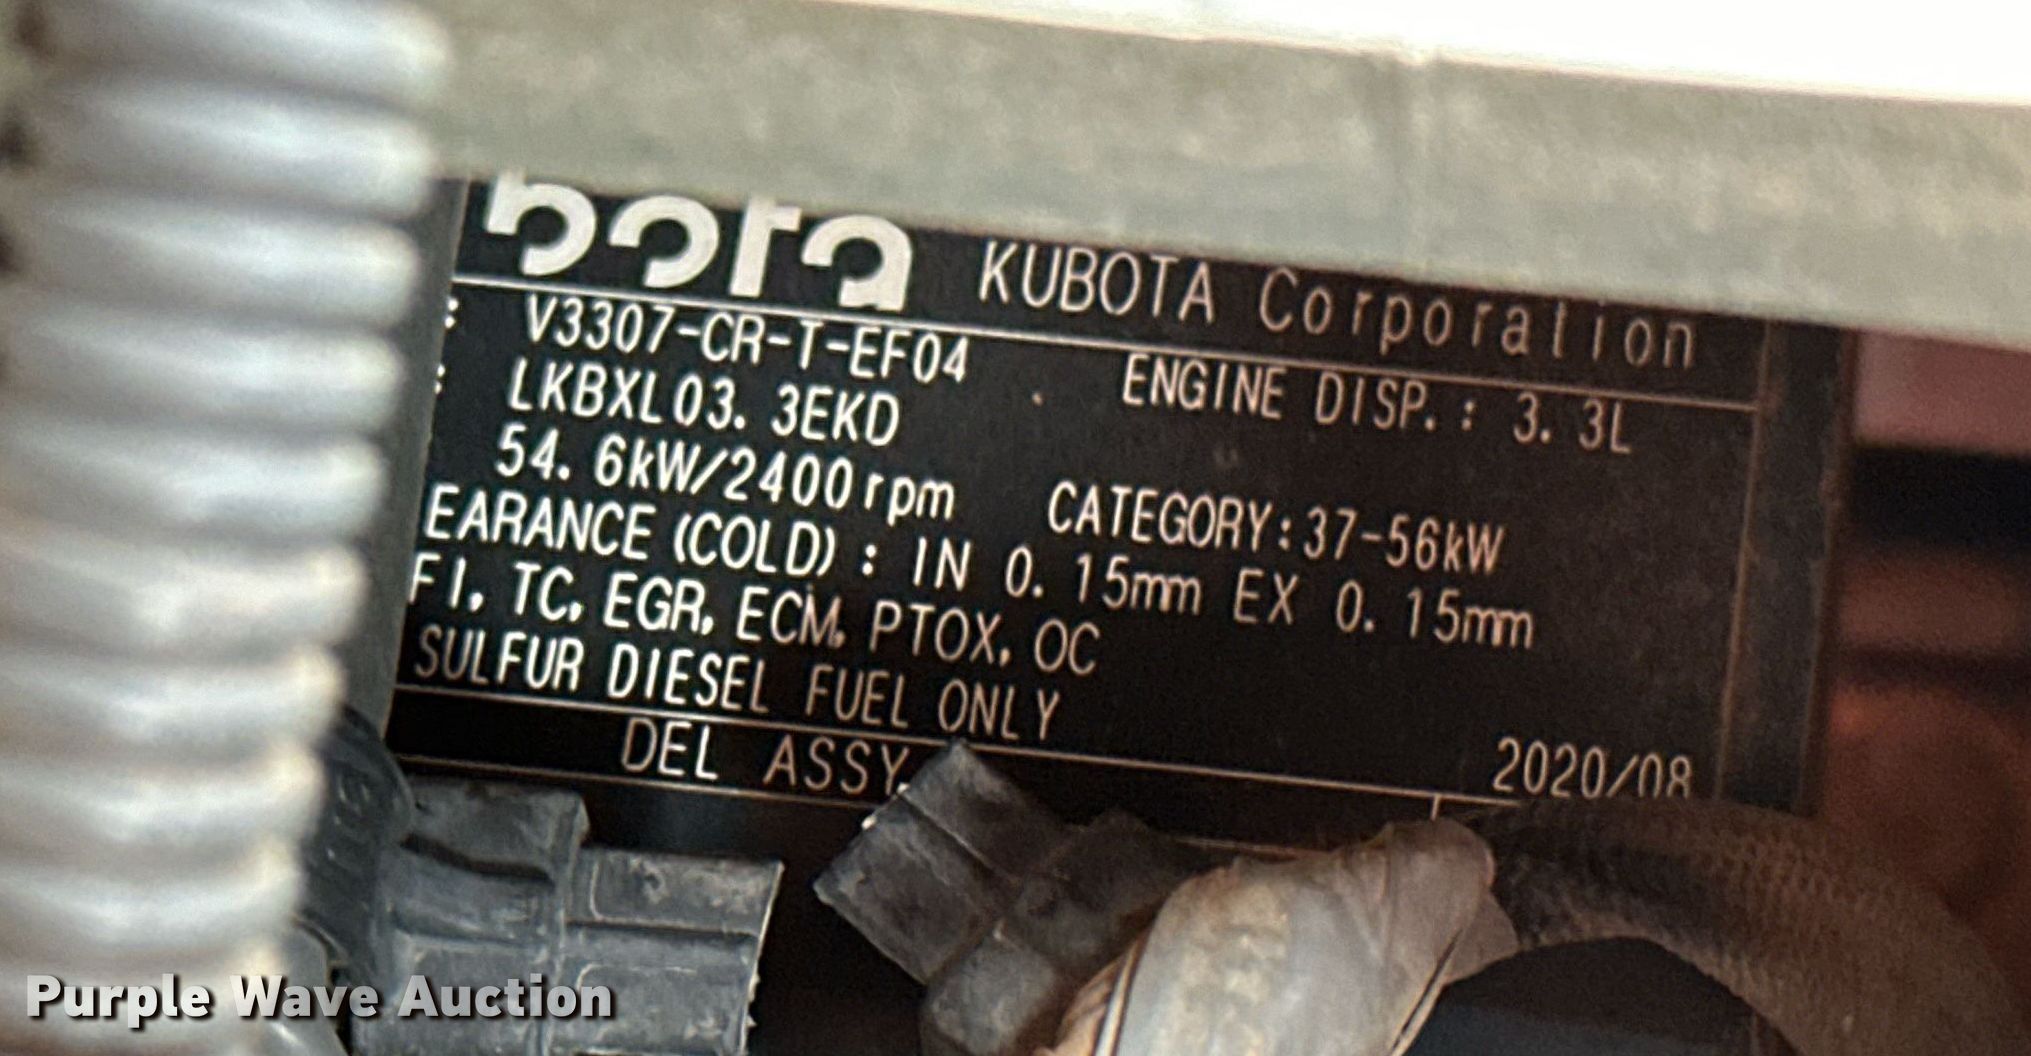 bota KUBOTA Corporation
: V3307-CR-T-EF04 ENGINE DISP.: 3.3L
: LKBXL03.3EKD
54.6kW/2400rpm CATEGORY:37-56kW
EARANCE (COLD): IN 0.15mm EX 0.15mm
FI, TC, EGR, ECM, PTOX, OC
SULFUR DIESEL FUEL ONLY
DEL ASSY. 2020/08
Purple Wave Auction